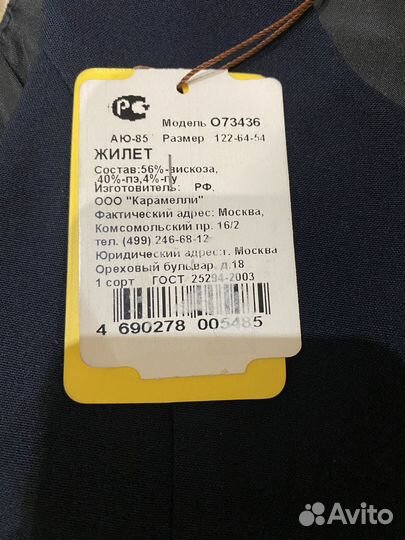 Модель О73436
АЮ-85 Размер 122-64-54
ЖИЛЕТ
Состав:56%-вискоза,
40%-пэ,4%-пу
Изготовитель: РФ,
ООО "Карамелли"
Фактический адрес: Москва,
Комсомольский пр. 16/2
тел. (499) 246-68-12
Юридический адрес:г. Москва
Ореховый бульвар, д.18
1 сорт ГОСТ 25294-2003
4 690278 005485
Avito